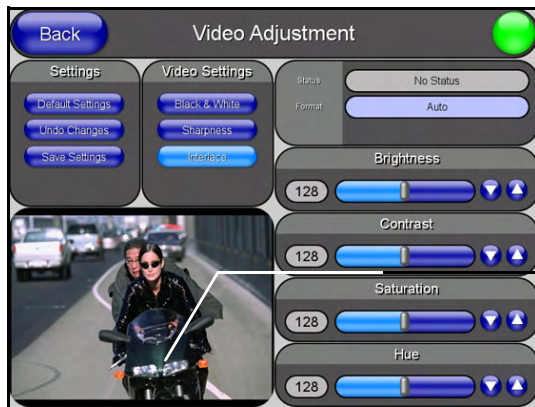 Back
Video Adjustment
Settings
Default Settings
Undo Changes
Save Settings
Video Settings
Black & White
Sharpness
Interlace
Status
No Status
Format
Auto
Brightness
128
Contrast
128
Saturation
128
Hue
128